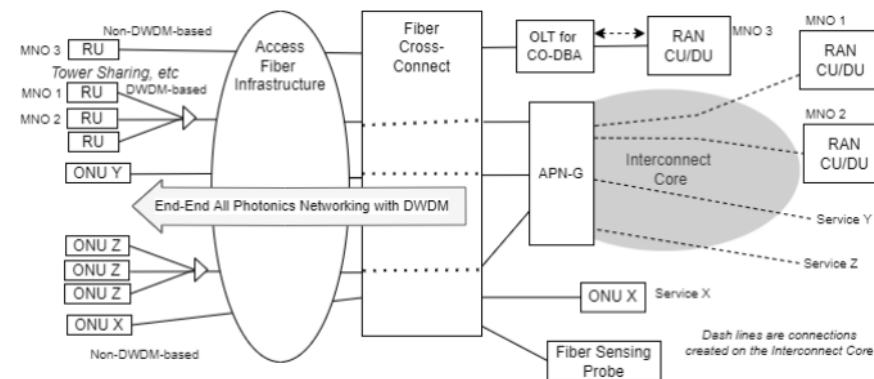 Non-DWDM-based
MNO 3
RU
Tower Sharing, etc
MNO 1
RU
DWDM-based
MNO 2
RU
RU
ONU Y
End-End All Photonics Networking with DWDM
ONU Z
ONU Z
ONU Z
ONU X
Non-DWDM-based
Access
Fiber
Infrastructure
Fiber
Cross-
Connect
OLT for
CO-DBA
RAN
CU/DU
MNO 3
MNO 1
RAN
CU/DU
MNO 2
RAN
CU/DU
APN-G
Interconnect
Core
Service Y
Service Z
ONU X
Service X
Fiber Sensing
Probe
Dash lines are connections
created on the Interconnect Core